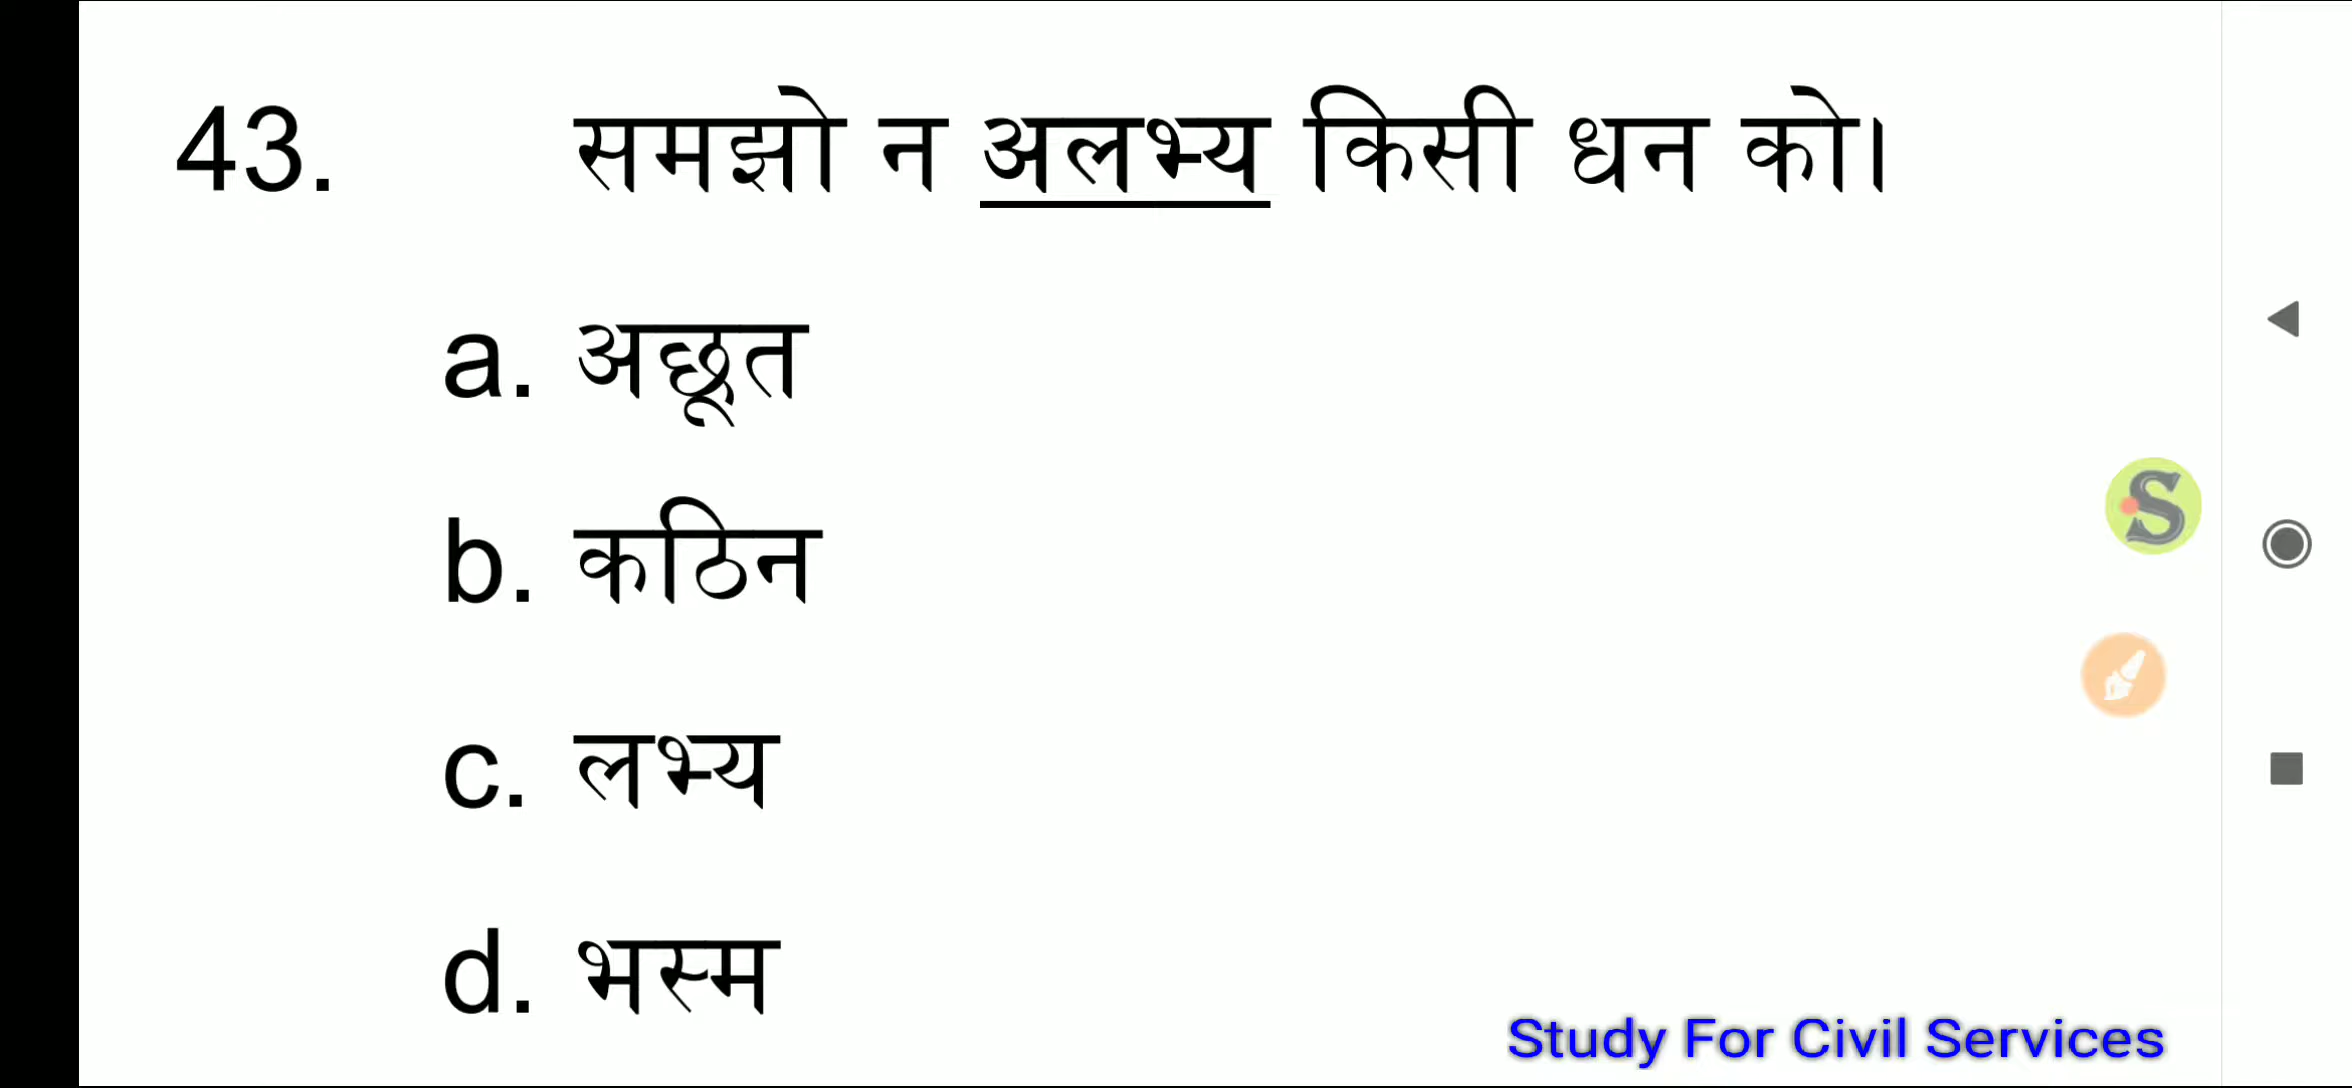 43. समझो न अलभ्य किसी धन को।
a. अछूत
b. कठिन
c. लभ्य
d. भस्म
S
Study For Civil Services